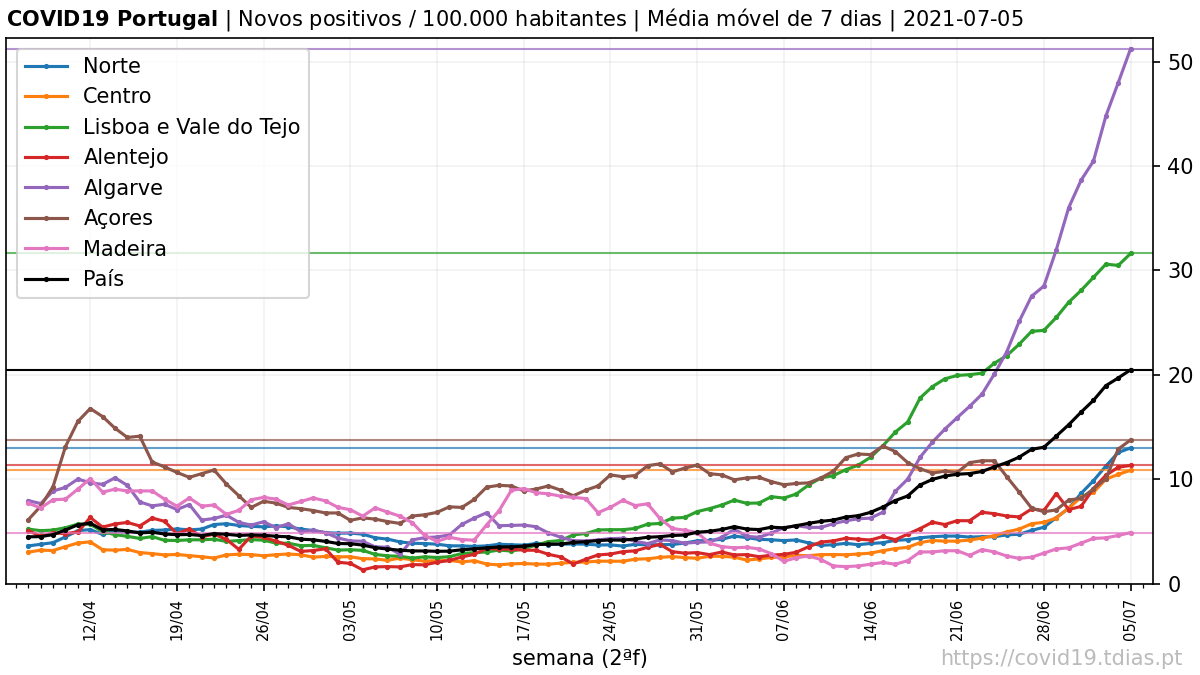 COVID19 Portugal | Novos positivos / 100.000 habitantes | Média móvel de 7 dias | 2021-07-05
Norte
Centro
Lisboa e Vale do Tejo
Alentejo
Algarve
Açores
Madeira
País
50
40
30
20
10
0
12/04 19/04 26/04 03/05 10/05 17/05 24/05 31/05 07/06 14/06 21/06 28/06 05/07
semana (2ªf)
https://covid19.tdias.pt